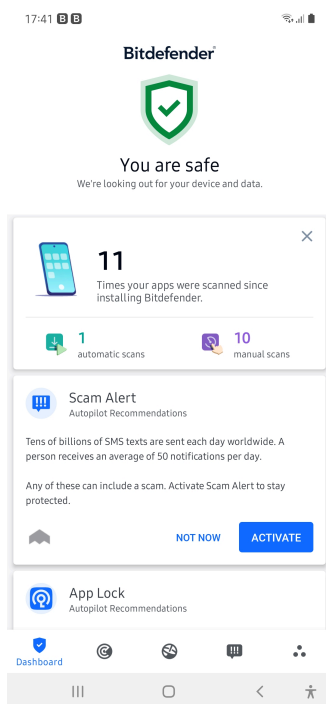 17:41 B B
Bitdefender®
You are safe
We're looking out for your device and data.
11
Times your apps were scanned since
installing Bitdefender.
1
automatic scans
10
manual scans
Scam Alert
Autopilot Recommendations
Tens of billions of SMS texts are sent each day worldwide. A
person receives an average of 50 notifications per day.
Any of these can include a scam. Activate Scam Alert to stay
protected.
NOT NOW
ACTIVATE
App Lock
Autopilot Recommendations
Dashboard